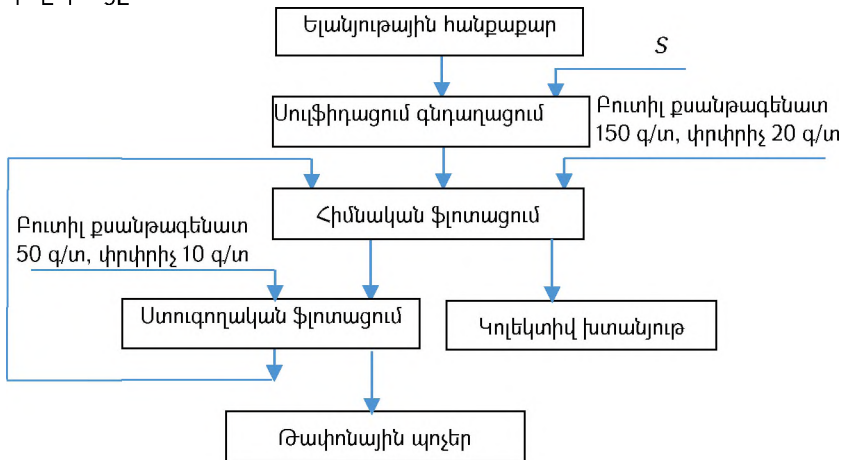 Ելանյութային հանքաքար
S
Սուլֆիդացում գնդաղացում
Բուտիլ քսանթագենատ
150 գ/տ, փրփրիչ 20 գ/տ
Հիմնական ֆլոտացում
Բուտիլ քսանթագենատ
50 գ/տ, փրփրիչ 10 գ/տ
Ստուգողական ֆլոտացում
Կոլեկտիվ խտանյութ
Թափոնային պոչեր